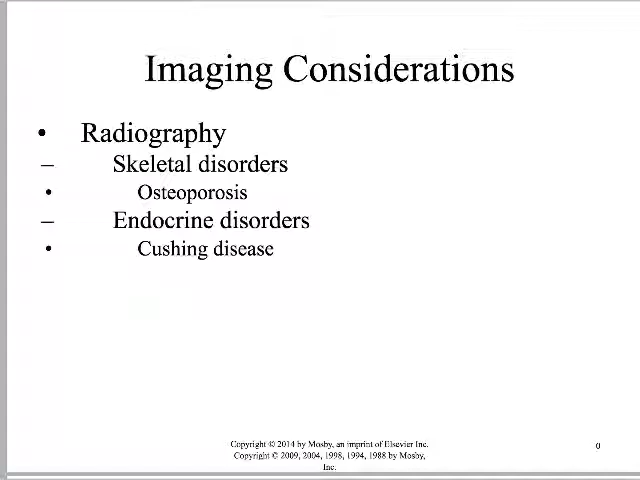 Imaging Considerations
• Radiography
– Skeletal disorders
• Osteoporosis
– Endocrine disorders
• Cushing disease
Copyright © 2014 by Mosby, an imprint of Elsevier Inc.
Copyright © 2009, 2004, 1998, 1994, 1988 by Mosby,
Inc.
0